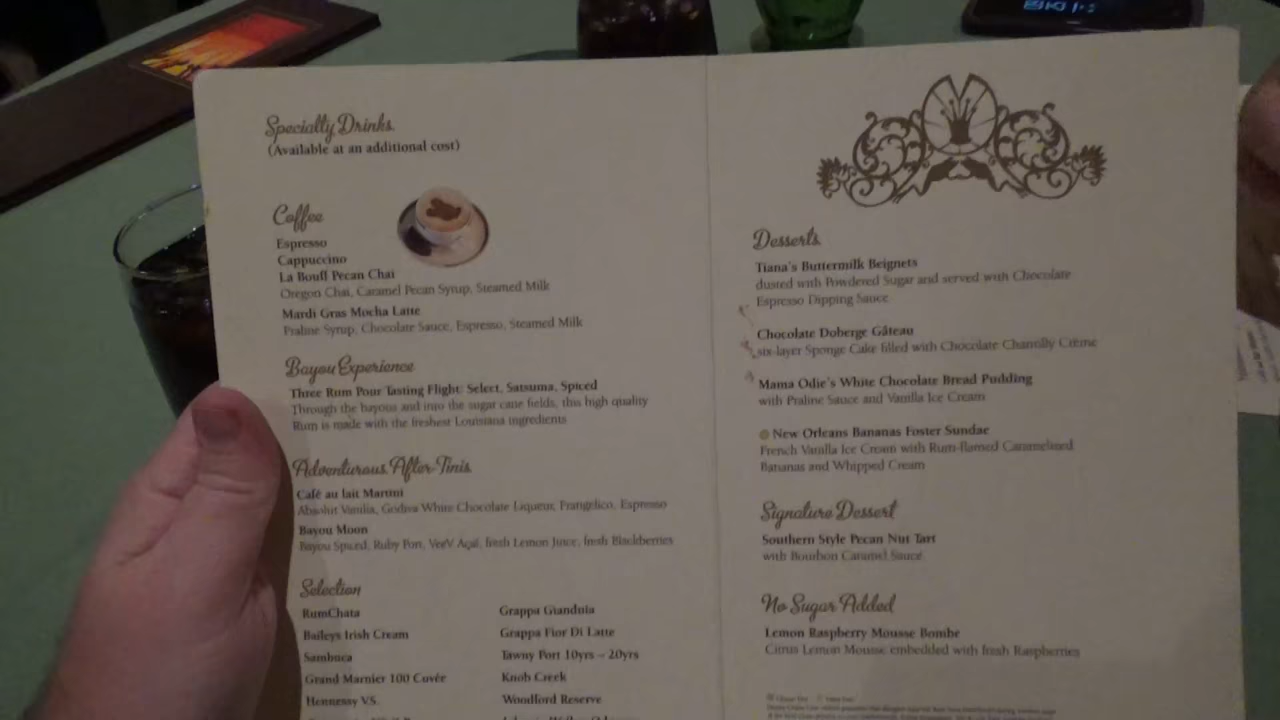 Specialty Drinks
(Available at an additional cost)
Coffee
Espresso
Cappuccino
La Bouff Pecan Chai
Oregon Chai, Caramel Pecan Syrup, Steamed Milk
Mardi Gras Mocha Latte
Praline Syrup, Chocolate Sauce, Espresso, Steamed Milk
Bayou Experience
Three Rum Pour Tasting Flight: Select, Satsuma, Spiced
Through the bayous and into the sugar cane fields, this high quality
Rum is made with the freshest Louisiana ingredients
Adventurous After-Tinis
Café au lait Martini
Absolut Vanilia, Godiva White Chocolate Liqueur, Frangelico, Espresso
Bayou Moon
Bayou Spiced, Ruby Port, VeeV Açai, fresh Lemon Juice, fresh Blackberries
Selection
RumChata
Baileys Irish Cream
Sambuca
Grand Marnier 100 Cuvée
Hennessy VS.
Grappa Gianduia
Grappa Fior Di Latte
Tawny Port 10yrs – 20yrs
Knob Creek
Woodford Reserve
Desserts
Tiana's Buttermilk Beignets
dusted with Powdered Sugar and served with Chocolate
Espresso Dipping Sauce
Chocolate Doberge Gâteau
six-layer Sponge Cake filled with Chocolate Chantilly Crème
Mama Odie's White Chocolate Bread Pudding
with Praline Sauce and Vanilla Ice Cream
New Orleans Bananas Foster Sundae
French Vanilla Ice Cream with Rum-flamed Caramelized
Bananas and Whipped Cream
Signature Dessert
Southern Style Pecan Nut Tart
with Bourbon Caramel Sauce
No Sugar Added
Lemon Raspberry Mousse Bombe
Citrus Lemon Mousse embedded with fresh Raspberries